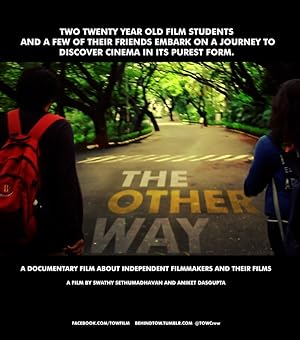 TWO TWENTY YEAR OLD FILM STUDENTS
AND A FEW OF THEIR FRIENDS EMBARK ON A JOURNEY TO
DISCOVER CINEMA IN ITS PUREST FORM.
THE
OTHER
WAY
A DOCUMENTARY FILM ABOUT INDEPENDENT FILMMAKERS AND THEIR FILMS
A FILM BY SWATHY SETHUMADHAVAN AND ANIKET DASGUPTA
FACEBOOK.COM/TOWFILM BEHINDTOW.TUMBLR.COM @TOWCrew